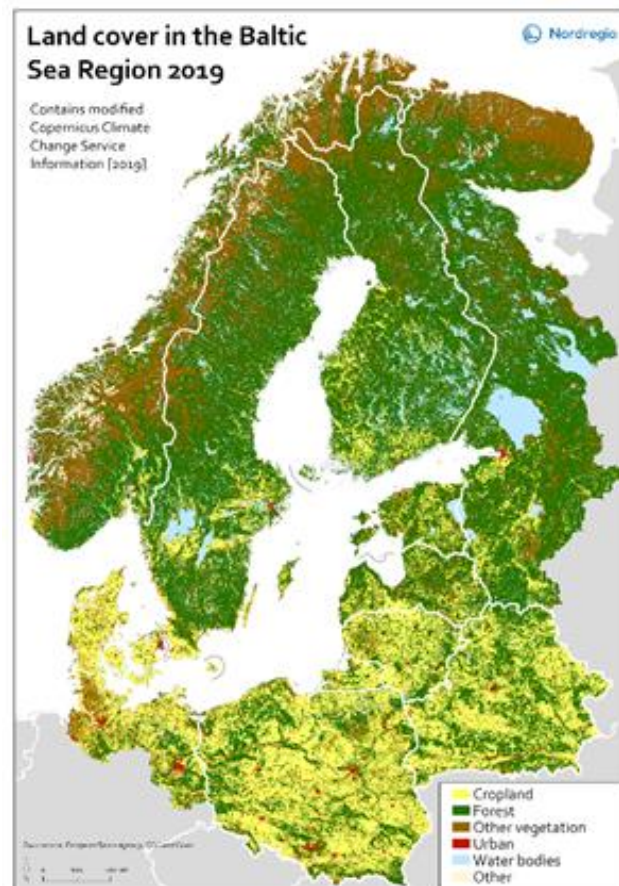 Land cover in the Baltic
Sea Region 2019
Nordregio
Contains modified
Copernicus Climate
Change Service
Information [2019]
Cropland
Forest
Other vegetation
Urban
Water bodies
Other